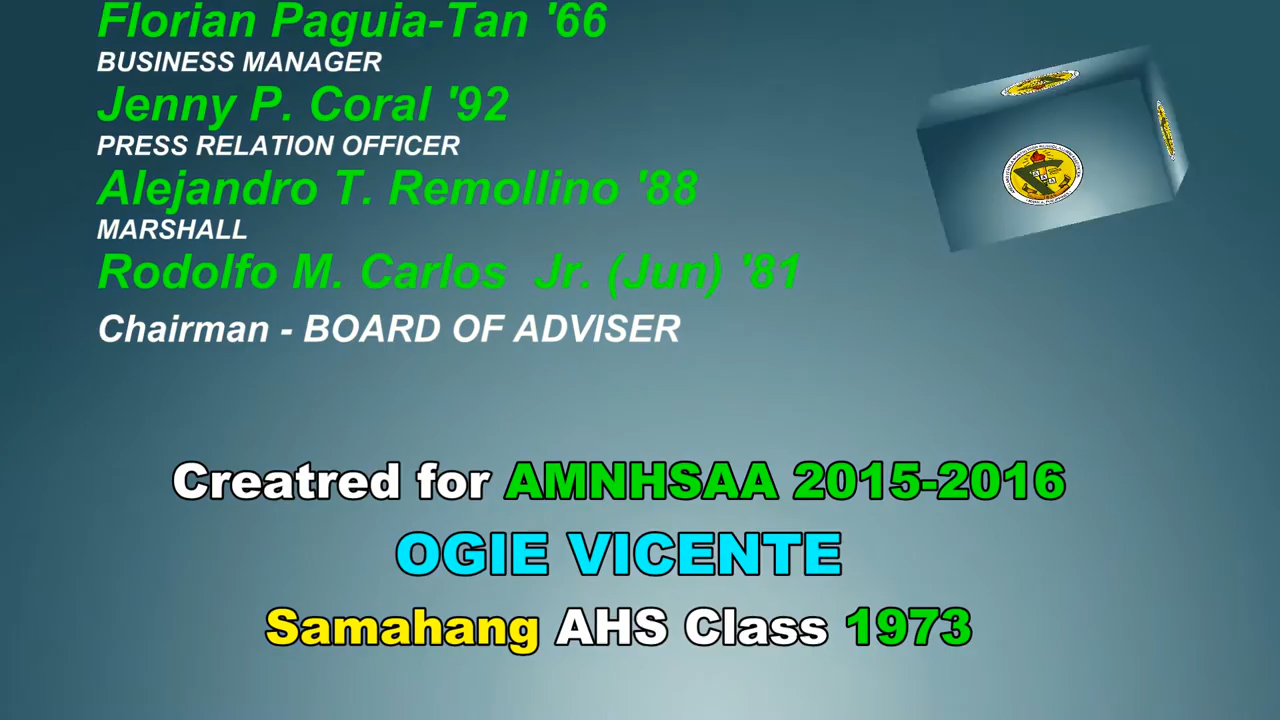 Florian Paguia-Tan '66
BUSINESS MANAGER
Jenny P. Coral '92
PRESS RELATION OFFICER
Alejandro T. Remollino '88
MARSHALL
Rodolfo M. Carlos Jr. (Jun) '81
Chairman - BOARD OF ADVISER
Creatred for AMNHSAA 2015-2016
OGIE VICENTE
Samahang AHS Class 1973